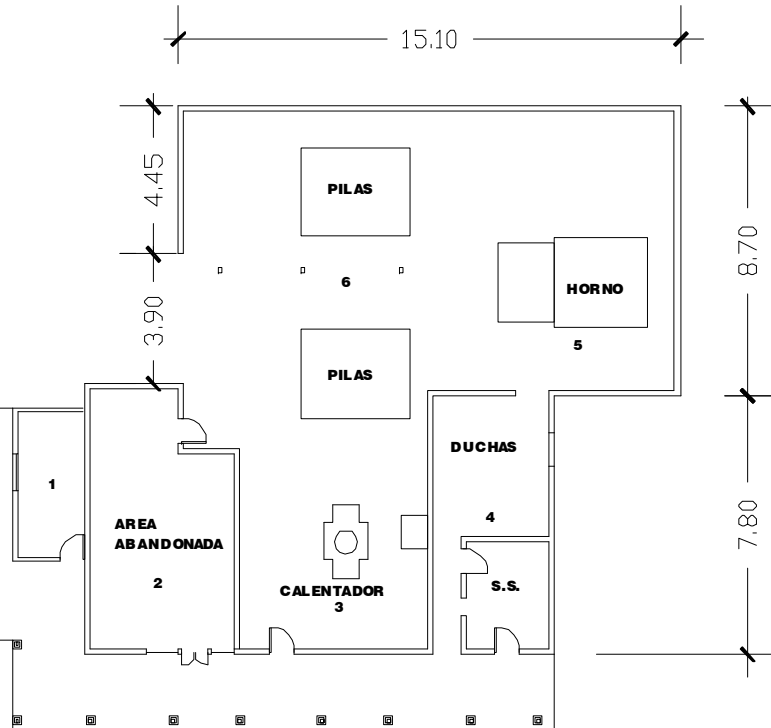 15.10
4.45
PILAS
8.70
HORNO
6
3.90
5
PILAS
DUCHAS
1
4
AREA
ABANDONADA
7.80
2
CALENTADOR
3
S.S.